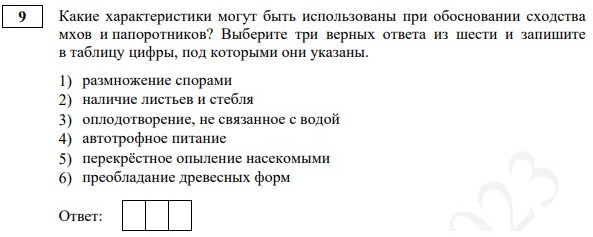 9
Какие характеристики могут быть использованы при обосновании сходства
мхов и папоротников? Выберите три верных ответа из шести и запишите
в таблицу цифры, под которыми они указаны.
1) размножение спорами
2) наличие листьев и стебля
3) оплодотворение, не связанное с водой
4) автотрофное питание
5) перекрёстное опыление насекомыми
6) преобладание древесных форм
Ответ:
2023